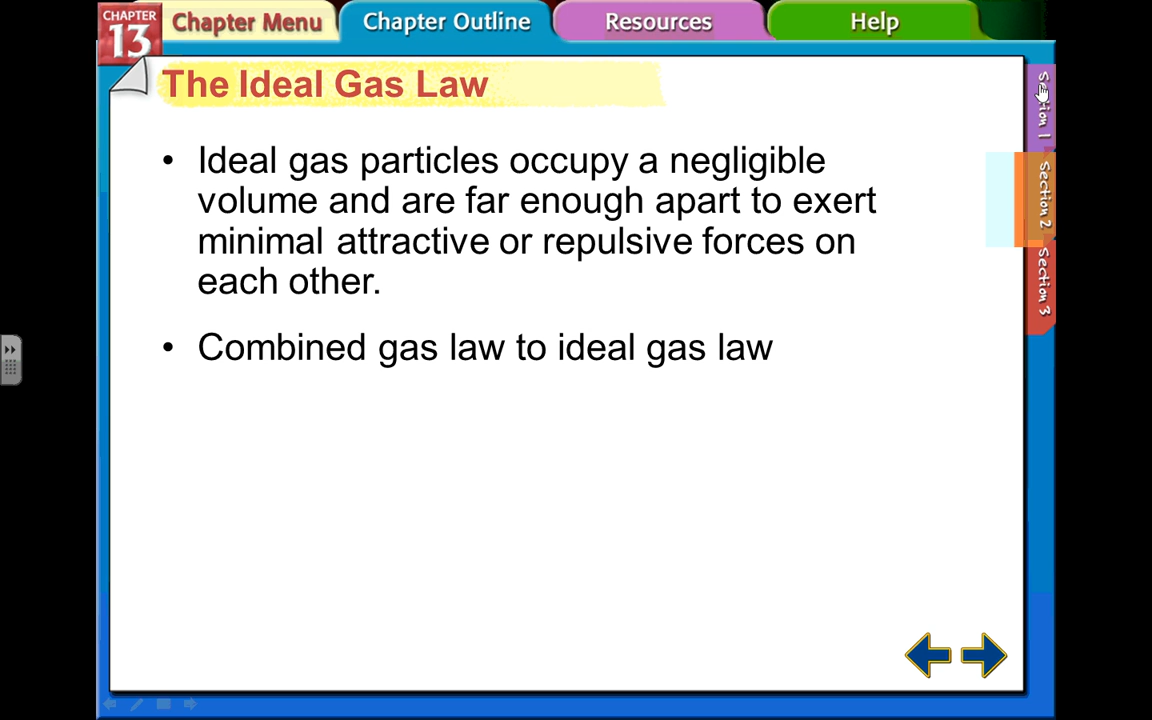 CHAPTER
13
Chapter Menu
Chapter Outline
Resources
Help
The Ideal Gas Law
• Ideal gas particles occupy a negligible
volume and are far enough apart to exert
minimal attractive or repulsive forces on
each other.
• Combined gas law to ideal gas law
Section 1
Section 2
Section 3